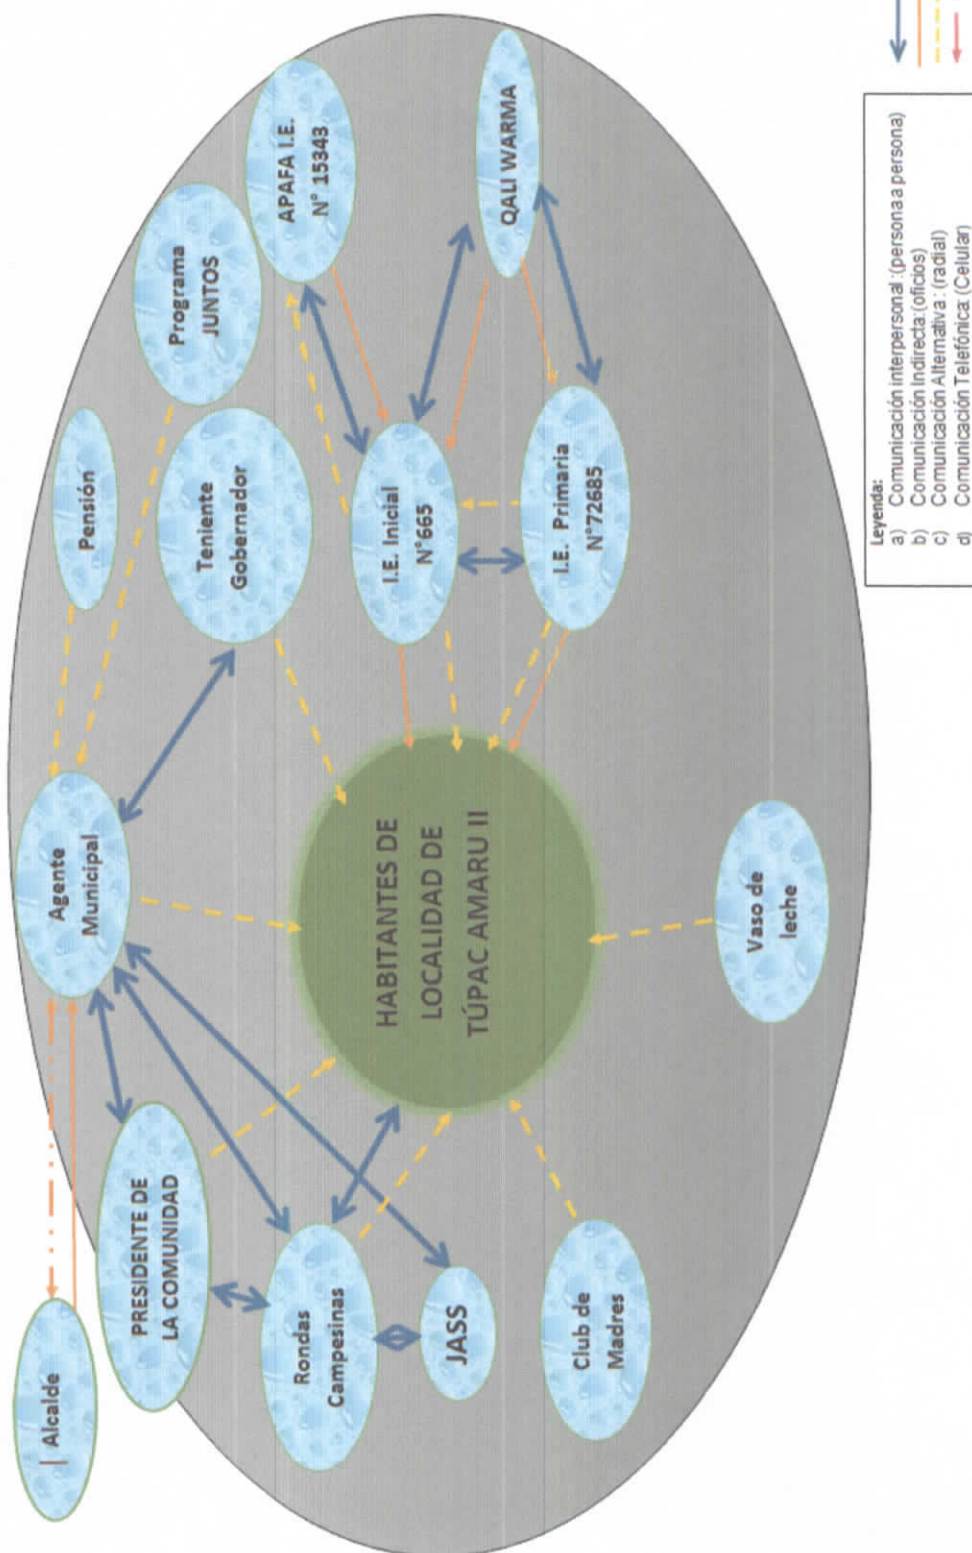 Alcalde
Agente
Municipal
Pensión
Programa
JUNTOS
APAFA I.E.
N° 15343
PRESIDENTE DE
LA COMUNIDAD
Teniente
Gobernador
Rondas
Campesinas
HABITANTES DE
LOCALIDAD DE
TÚPAC AMARU II
I.E. Inicial
N°665
QALI WARMA
JASS
I.E. Primaria
N°72685
Club de
Madres
Vaso de
leche
Leyenda:
a) Comunicación interpersonal :(persona a persona)
b) Comunicación Indirecta:(oficios)
c) Comunicación Alternativa : (radial)
d) Comunicación Telefónica: (Celular)